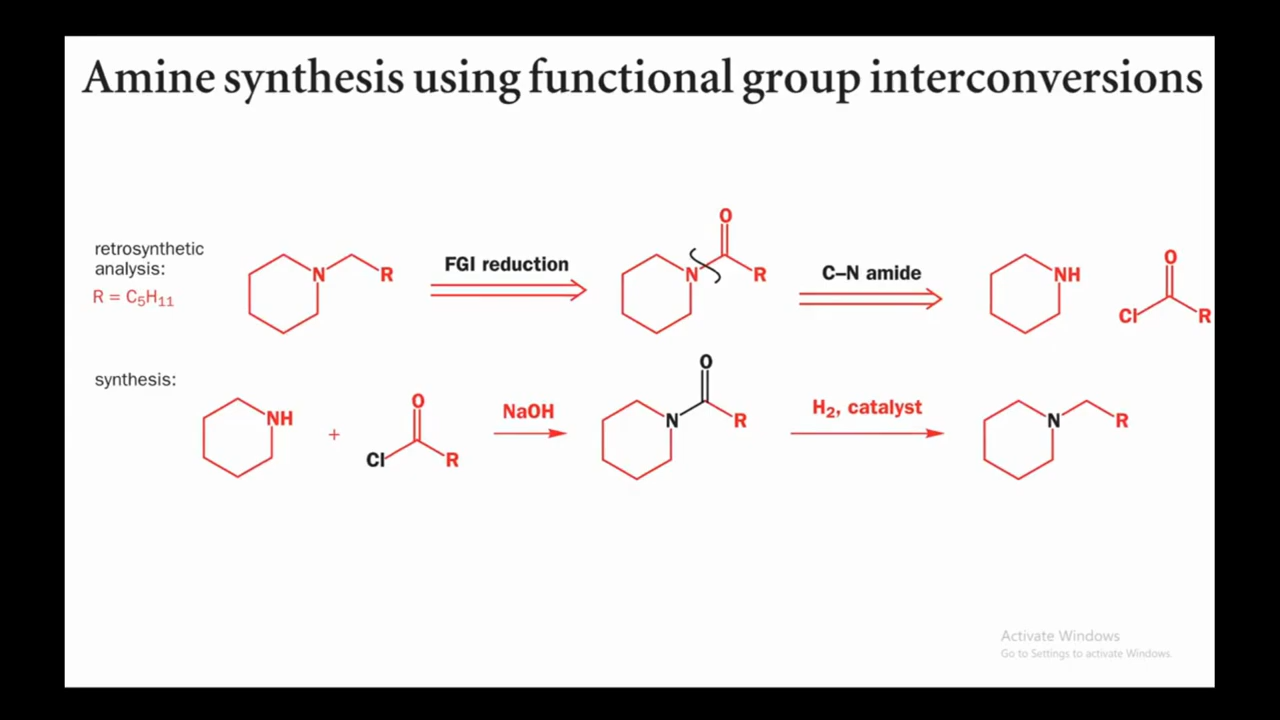 Amine synthesis using functional group interconversions
retrosynthetic
analysis:
R = C₅H₁₁
N
R
FGI reduction
O
N
R
C–N amide
NH
O
Cl
R
synthesis:
NH
+
O
Cl
R
NaOH
O
N
R
H₂, catalyst
N
R
Activate Windows
Go to Settings to activate Windows.